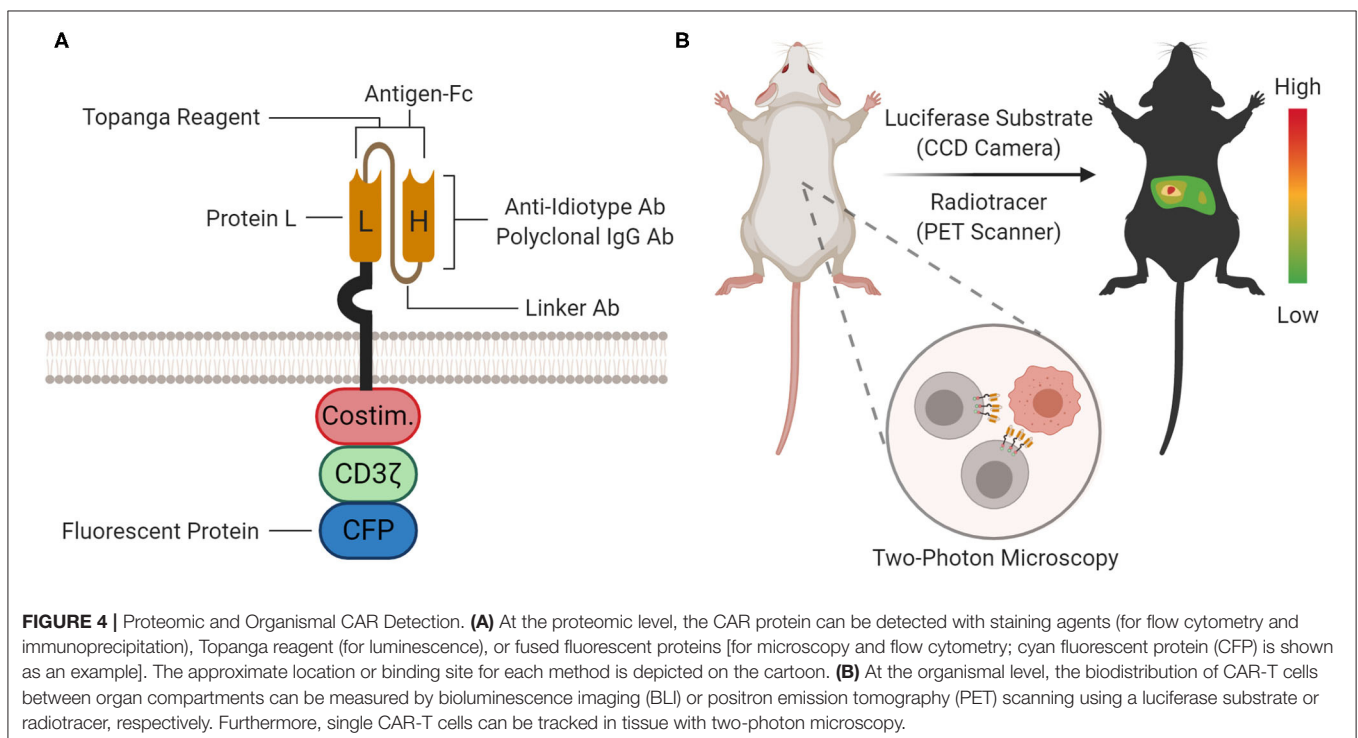 A
Antigen-Fc
Topanga Reagent
Protein L
L
H
Anti-Idiotype Ab
Polyclonal IgG Ab
Linker Ab
Costim.
CD3ζ
Fluorescent Protein
CFP
B
Luciferase Substrate
(CCD Camera)
Radiotracer
(PET Scanner)
High
Low
Two-Photon Microscopy
FIGURE 4 | Proteomic and Organismal CAR Detection. (A) At the proteomic level, the CAR protein can be detected with staining agents (for flow cytometry and
immunoprecipitation), Topanga reagent (for luminescence), or fused fluorescent proteins [for microscopy and flow cytometry; cyan fluorescent protein (CFP) is shown
as an example]. The approximate location or binding site for each method is depicted on the cartoon. (B) At the organismal level, the biodistribution of CAR-T cells
between organ compartments can be measured by bioluminescence imaging (BLI) or positron emission tomography (PET) scanning using a luciferase substrate or
radiotracer, respectively. Furthermore, single CAR-T cells can be tracked in tissue with two-photon microscopy.